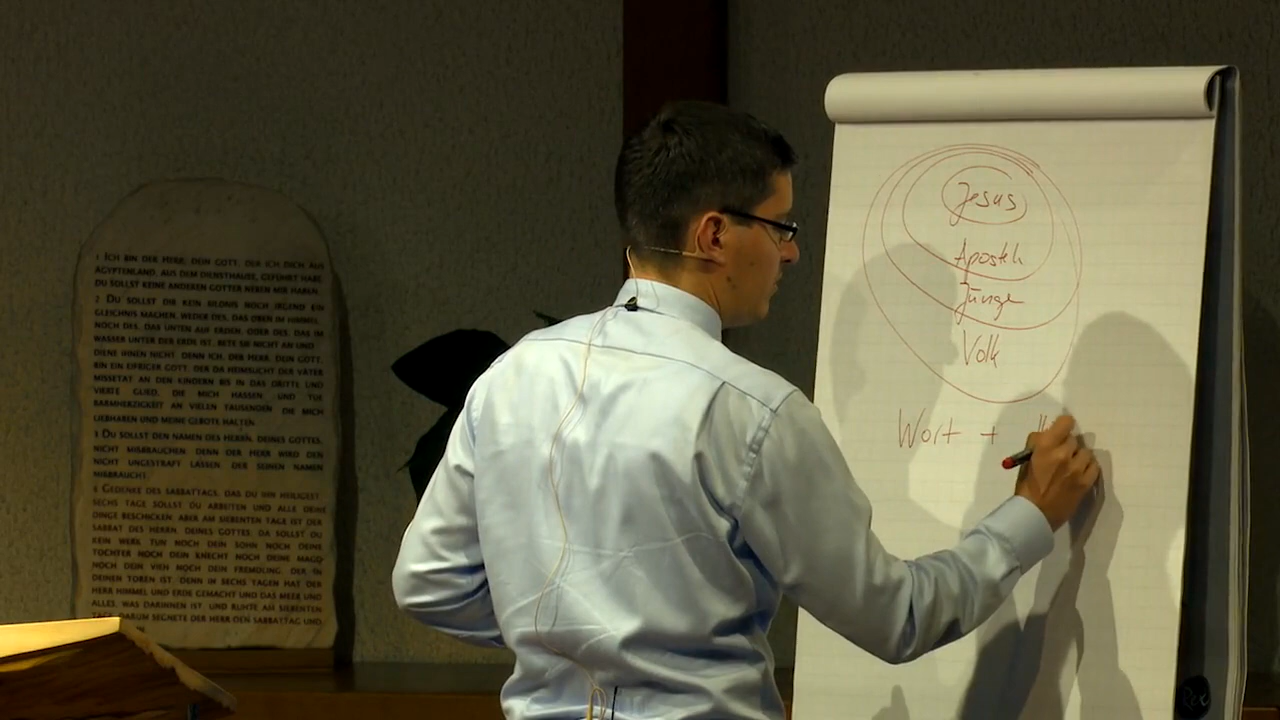 1 ICH BIN DER HERR, DEIN GOTT, DER ICH DICH AUS
ÄGYPTENLAND, AUS DEM DIENSTHAUSE, GEFÜHRT HABE.
DU SOLLST KEINE ANDEREN GÖTTER NEBEN MIR HABEN.
2 DU SOLLST DIR KEIN BILDNIS NOCH IRGEND EIN
GLEICHNIS MACHEN, WEDER DES, DAS OBEN IM HIMMEL,
NOCH DES, DAS UNTEN AUF ERDEN, ODER DES, DAS IM
WASSER UNTER DER ERDE IST. BETE SIE NICHT AN UND
DIENE IHNEN NICHT. DENN ICH, DER HERR, DEIN GOTT,
BIN EIN EIFRIGER GOTT, DER DA HEIMSUCHT DER VÄTER
MISSETAT AN DEN KINDERN BIS IN DAS DRITTE UND
VIERTE GLIED, DIE MICH HASSEN, UND TUE
BARMHERZIGKEIT AN VIELEN TAUSENDEN, DIE MICH
LIEBHABEN UND MEINE GEBOTE HALTEN.
3 DU SOLLST DEN NAMEN DES HERRN, DEINES GOTTES,
NICHT MISBRAUCHEN. DENN DER HERR WIRD DEN
NICHT UNGESTRAFT LASSEN, DER SEINEN NAMEN
MISBRAUCHT.
GEDENKE DES SABBATTAGS, DAS DU IHN HEILIGEST.
SECHS TAGE SOLLST DU ARBEITEN UND ALLE DEINE
DINGE BESCHICKEN. ABER AM SIEBENTEN TAGE IST DER
SABBAT DES HERRN, DEINES GOTTES. DA SOLLST DU
KEIN WERK TUN NOCH DEIN SOHN NOCH DEINE
TOCHTER NOCH DEIN KNECHT NOCH DEINE MAGD
NOCH DEIN VIEH NOCH DEIN FREMDLING, DER IN
DEINEN TOREN IST. DENN IN SECHS TAGEN HAT DER
HERR HIMMEL UND ERDE GEMACHT UND DAS MEER UND
ALLES, WAS DARINNEN IST, UND RUHTE AM SIEBENTEN
TAGE. DARUM SEGNETE DER HERR DEN SABBATTAG UND
Jesus
Aposteln
Jünger
Volk
Wort +